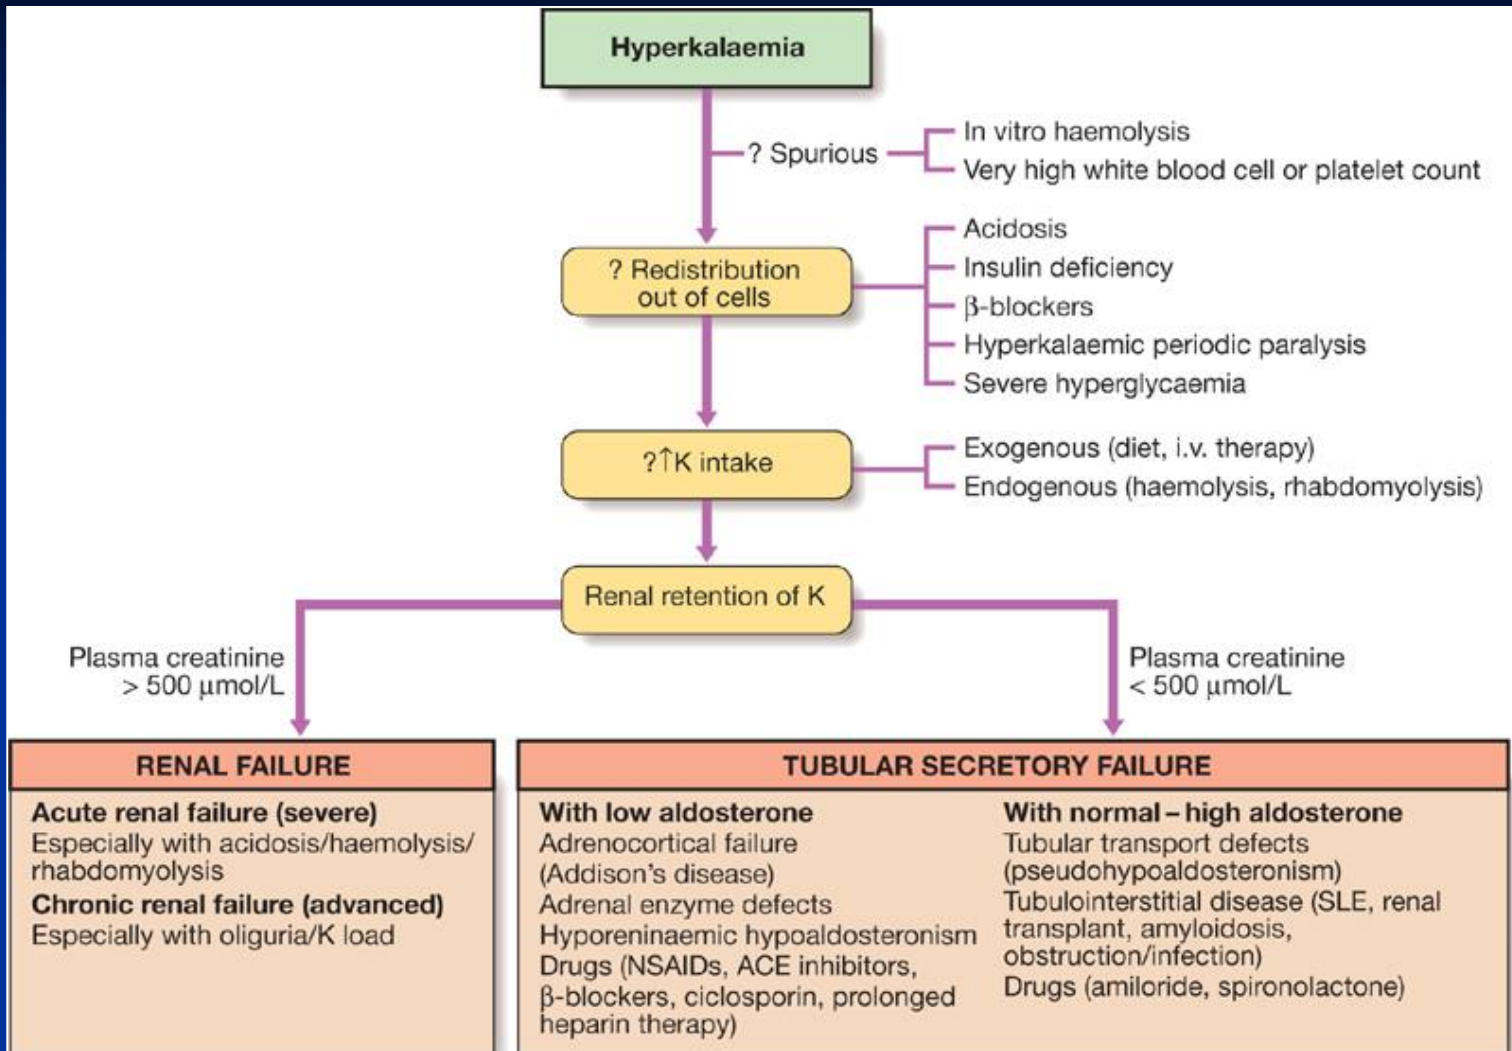 Hyperkalaemia
? Spurious
In vitro haemolysis
Very high white blood cell or platelet count
? Redistribution
out of cells
Acidosis
Insulin deficiency
β-blockers
Hyperkalaemic periodic paralysis
Severe hyperglycaemia
?↑K intake
Exogenous (diet, i.v. therapy)
Endogenous (haemolysis, rhabdomyolysis)
Renal retention of K
Plasma creatinine
> 500 μmol/L
Plasma creatinine
< 500 μmol/L
RENAL FAILURE
Acute renal failure (severe)
Especially with acidosis/haemolysis/
rhabdomyolysis
Chronic renal failure (advanced)
Especially with oliguria/K load
TUBULAR SECRETORY FAILURE
With low aldosterone
Adrenocortical failure
(Addison's disease)
Adrenal enzyme defects
Hyporeninaemic hypoaldosteronism
Drugs (NSAIDs, ACE inhibitors,
β-blockers, ciclosporin, prolonged
heparin therapy)
With normal – high aldosterone
Tubular transport defects
(pseudohypoaldosteronism)
Tubulointerstitial disease (SLE, renal
transplant, amyloidosis,
obstruction/infection)
Drugs (amiloride, spironolactone)